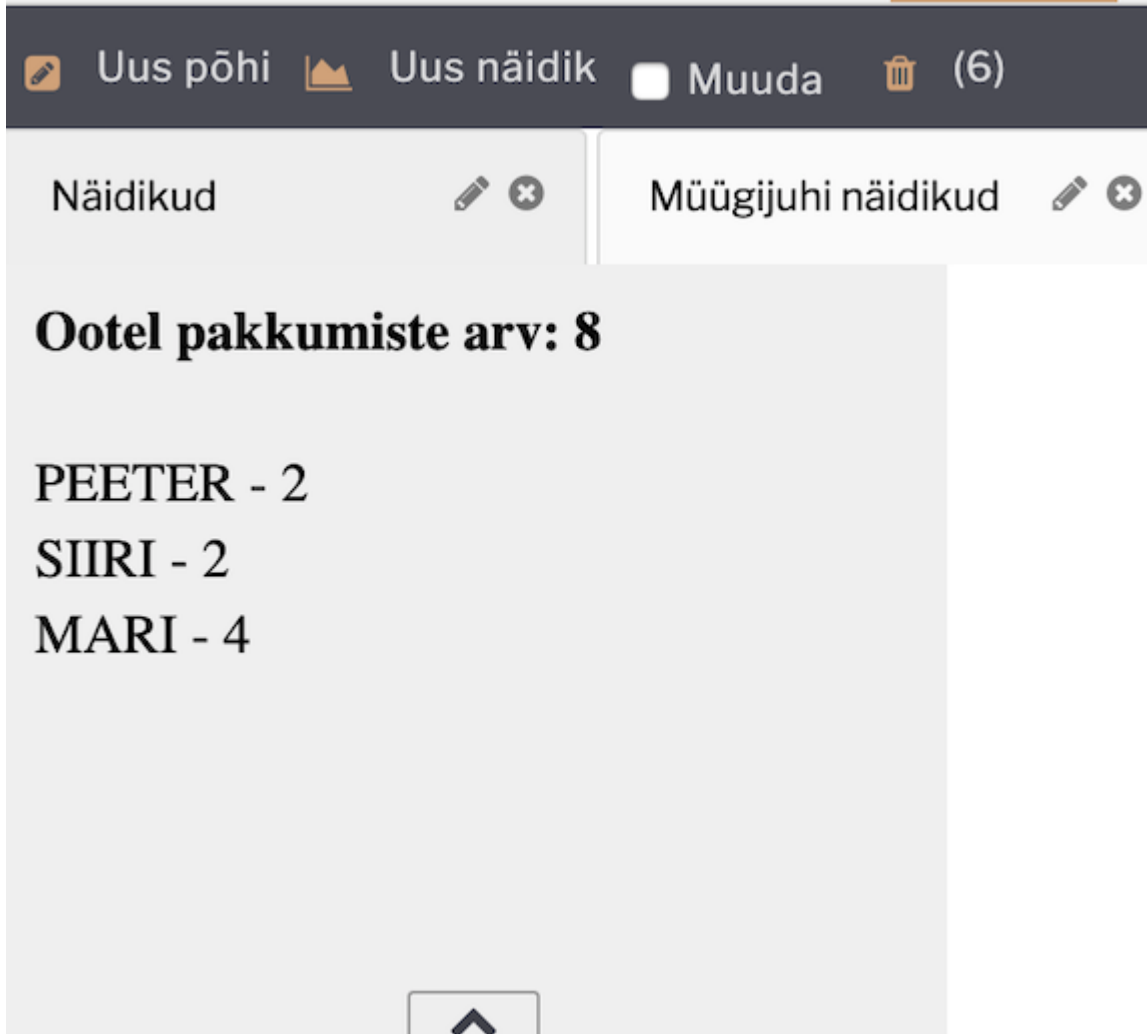 Uus põhi Uus näidik Muuda (6)
Näidikud Müügijuhi näidikud
Ootel pakkumiste arv: 8
PEETER - 2
SIIRI - 2
MARI - 4